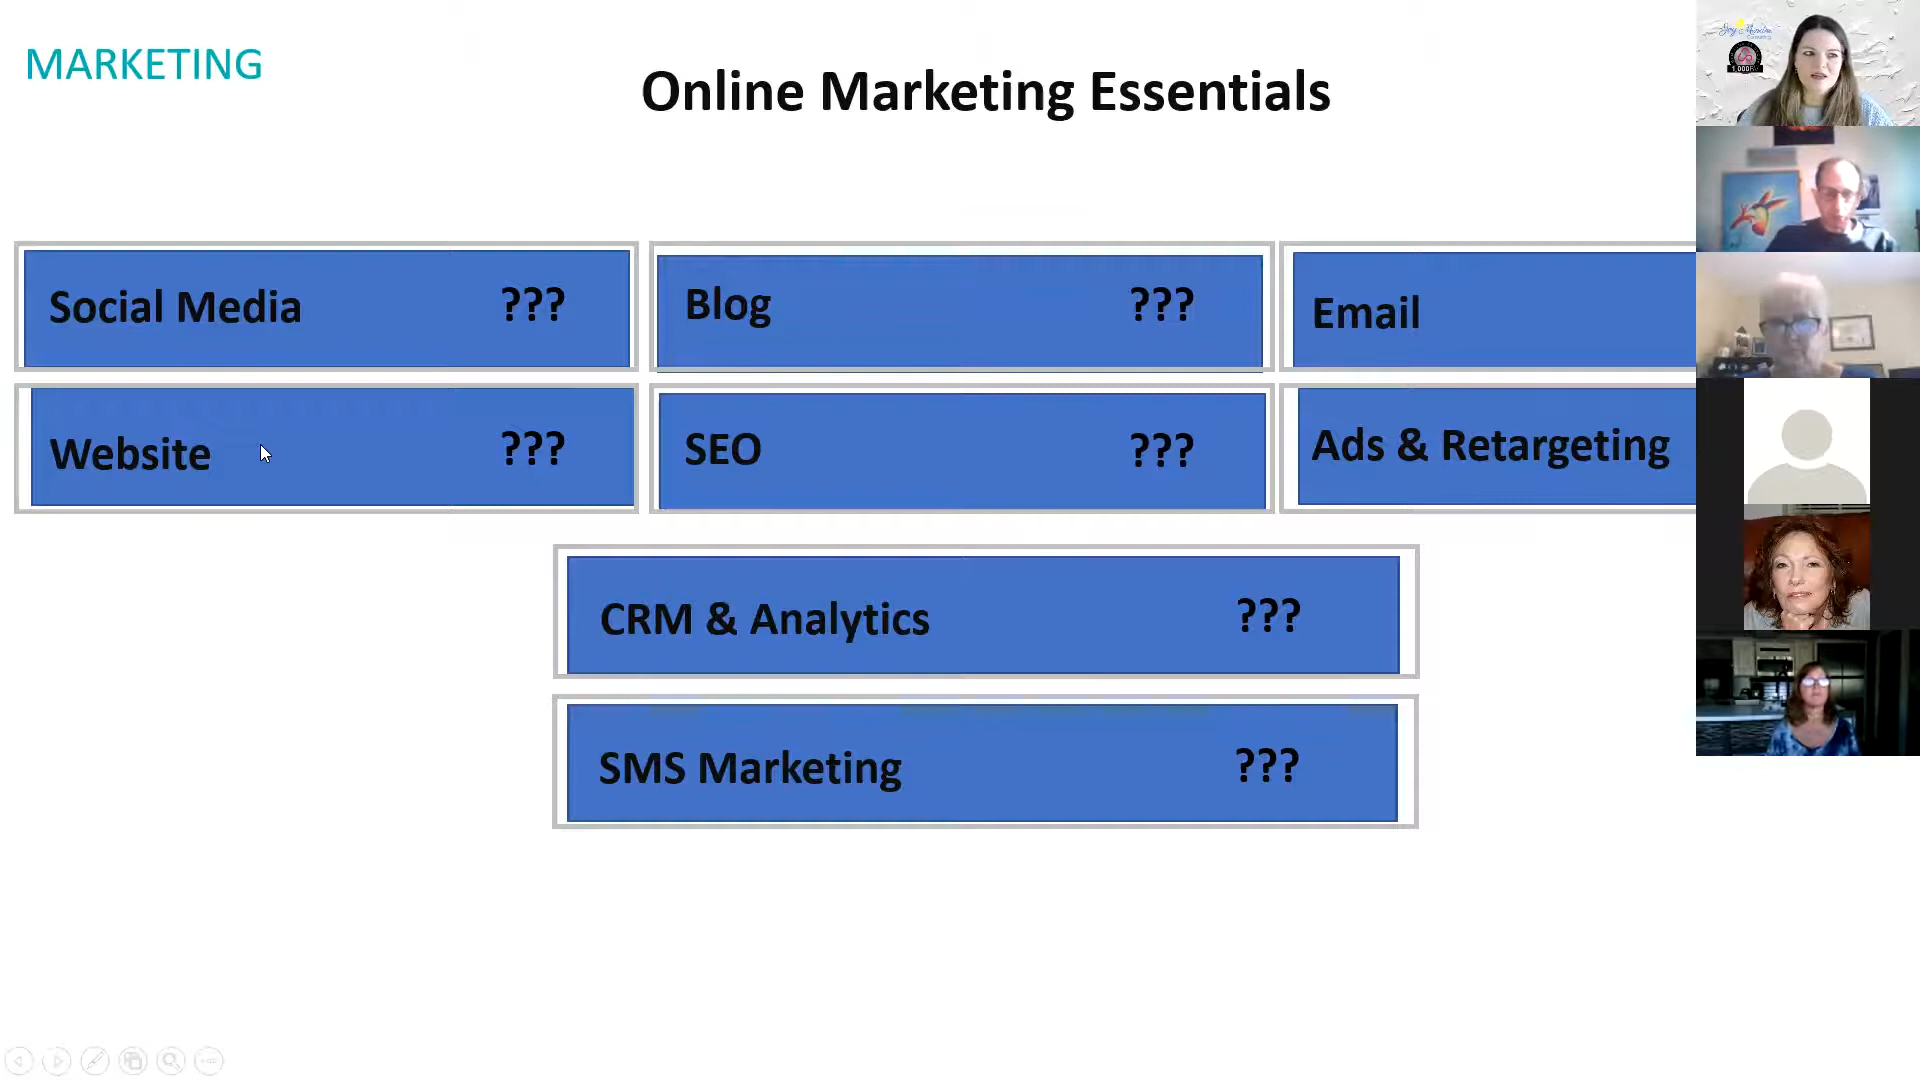 MARKETING
Online Marketing Essentials
Social Media ???
Blog ???
Email
Website ???
SEO ???
Ads & Retargeting
CRM & Analytics ???
SMS Marketing ???